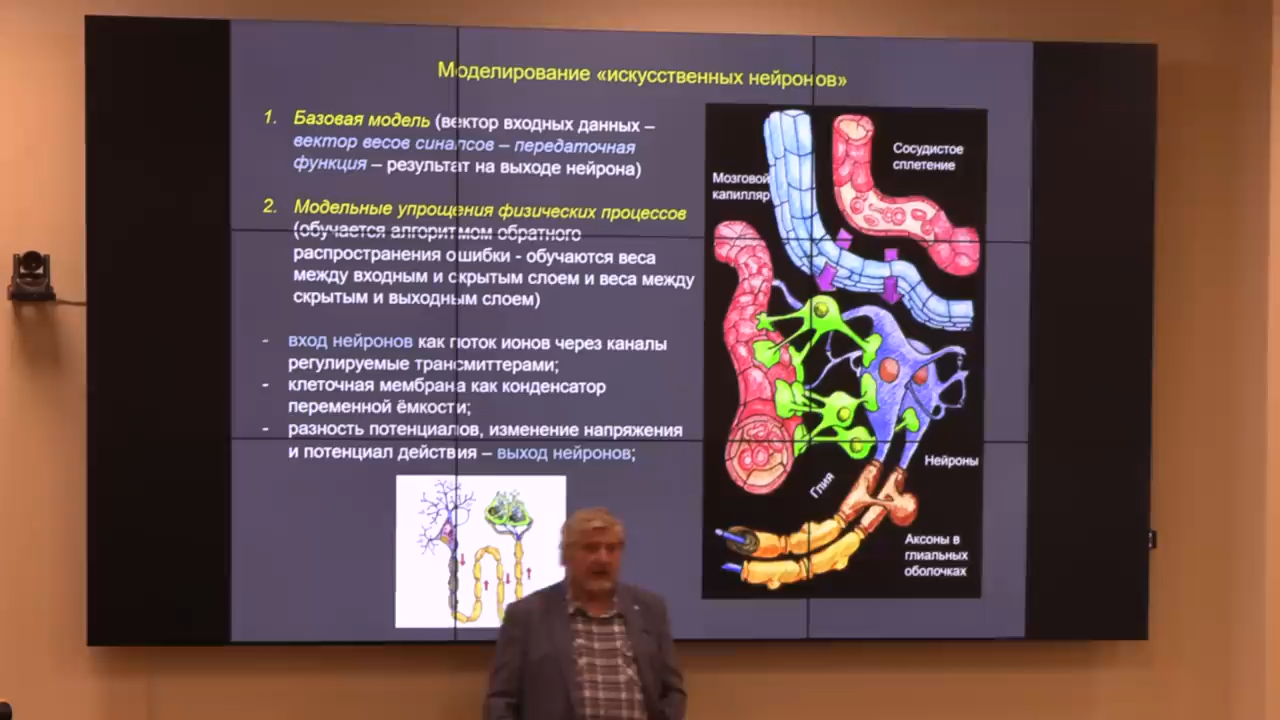 Моделирование «искусственных нейронов»
1. Базовая модель (вектор входных данных –
вектор весов синапсов – передаточная
функция – результат на выходе нейрона)
2. Модельные упрощения физических процессов
(обучается алгоритмом обратного
распространения ошибки - обучаются веса
между входным и скрытым слоем и веса между
скрытым и выходным слоем)
- вход нейронов как поток ионов через каналы
регулируемые трансмиттерами;
- клеточная мембрана как конденсатор
переменной ёмкости;
- разность потенциалов, изменение напряжения
и потенциал действия – выход нейронов;
Сосудистое
сплетение
Мозговой
капилляр
Нейроны
Глия
Аксоны в
глиальных
оболочках